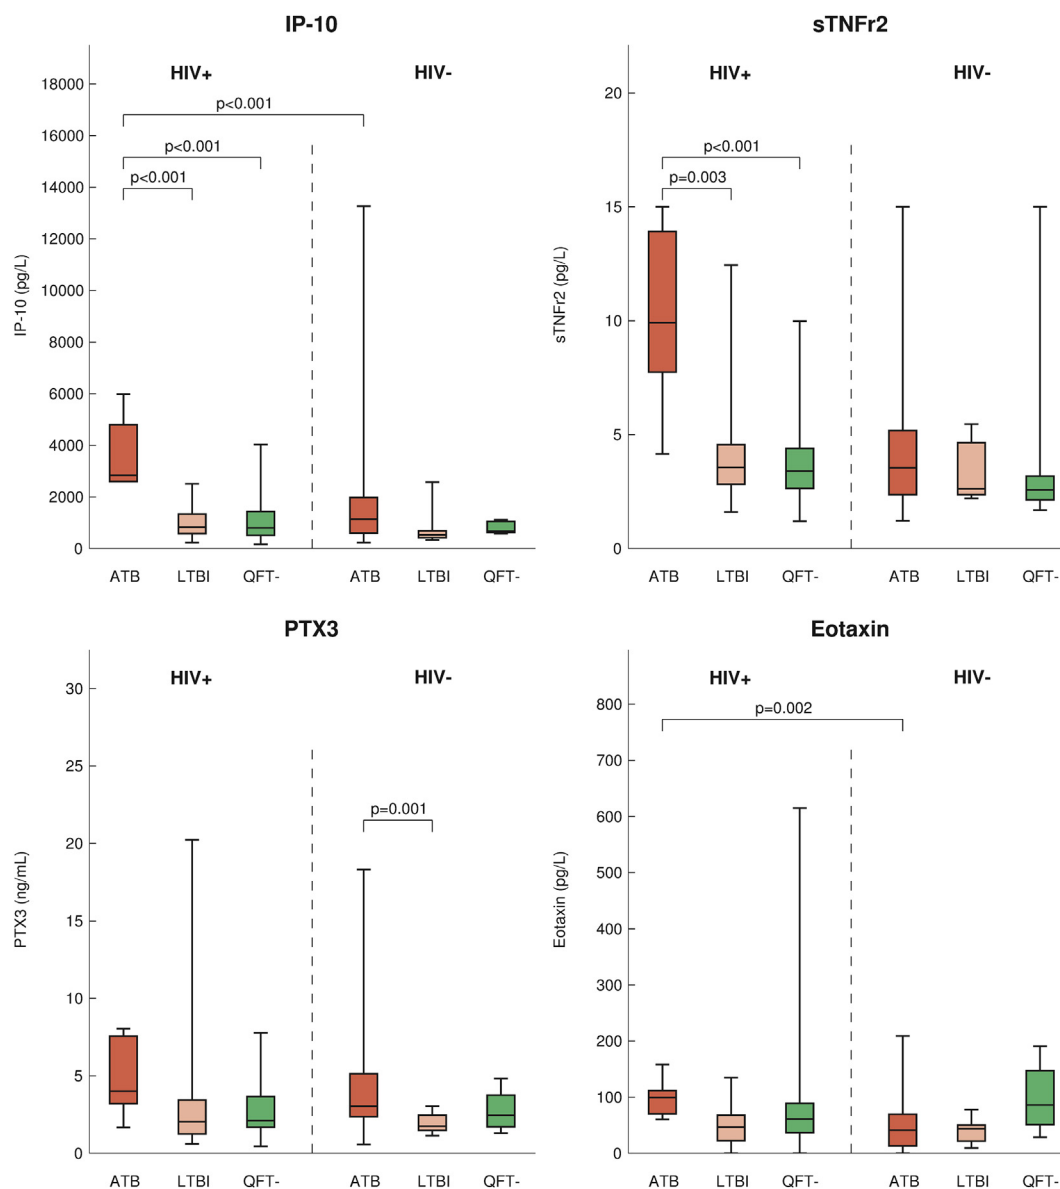 IP-10
HIV+
HIV-
p<0.001
p<0.001
p<0.001
IP-10 (pg/L)
18000
16000
14000
12000
10000
8000
6000
4000
2000
0
ATB LTBI QFT- ATB LTBI QFT-
sTNFr2
HIV+
HIV-
p<0.001
p=0.003
sTNFr2 (pg/L)
20
15
10
5
0
ATB LTBI QFT- ATB LTBI QFT-
PTX3
HIV+
HIV-
p=0.001
PTX3 (ng/mL)
30
25
20
15
10
5
0
ATB LTBI QFT- ATB LTBI QFT-
Eotaxin
HIV+
HIV-
p=0.002
Eotaxin (pg/L)
800
700
600
500
400
300
200
100
0
ATB LTBI QFT- ATB LTBI QFT-